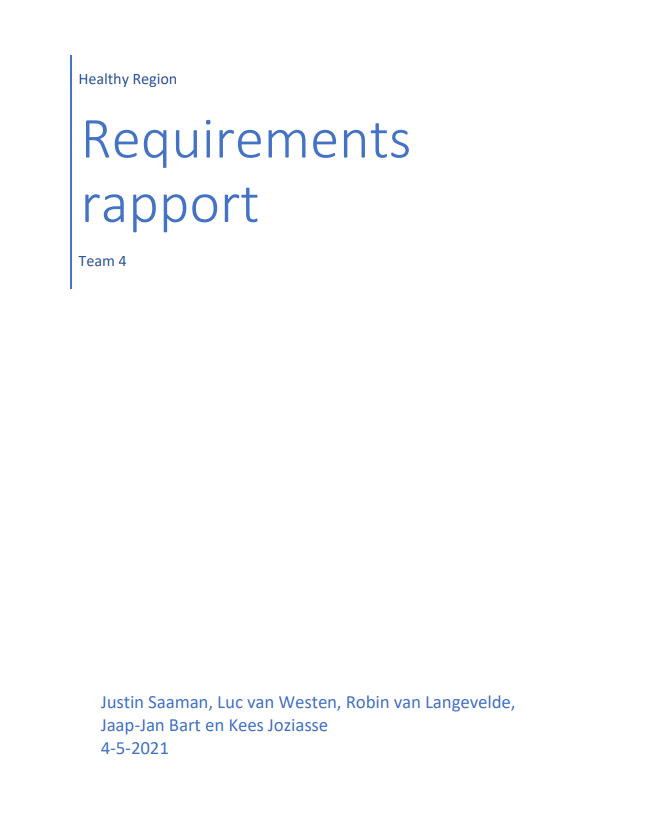 Healthy Region
Requirements
rapport
Team 4
Justin Saaman, Luc van Westen, Robin van Langevelde,
Jaap-Jan Bart en Kees Joziasse
4-5-2021